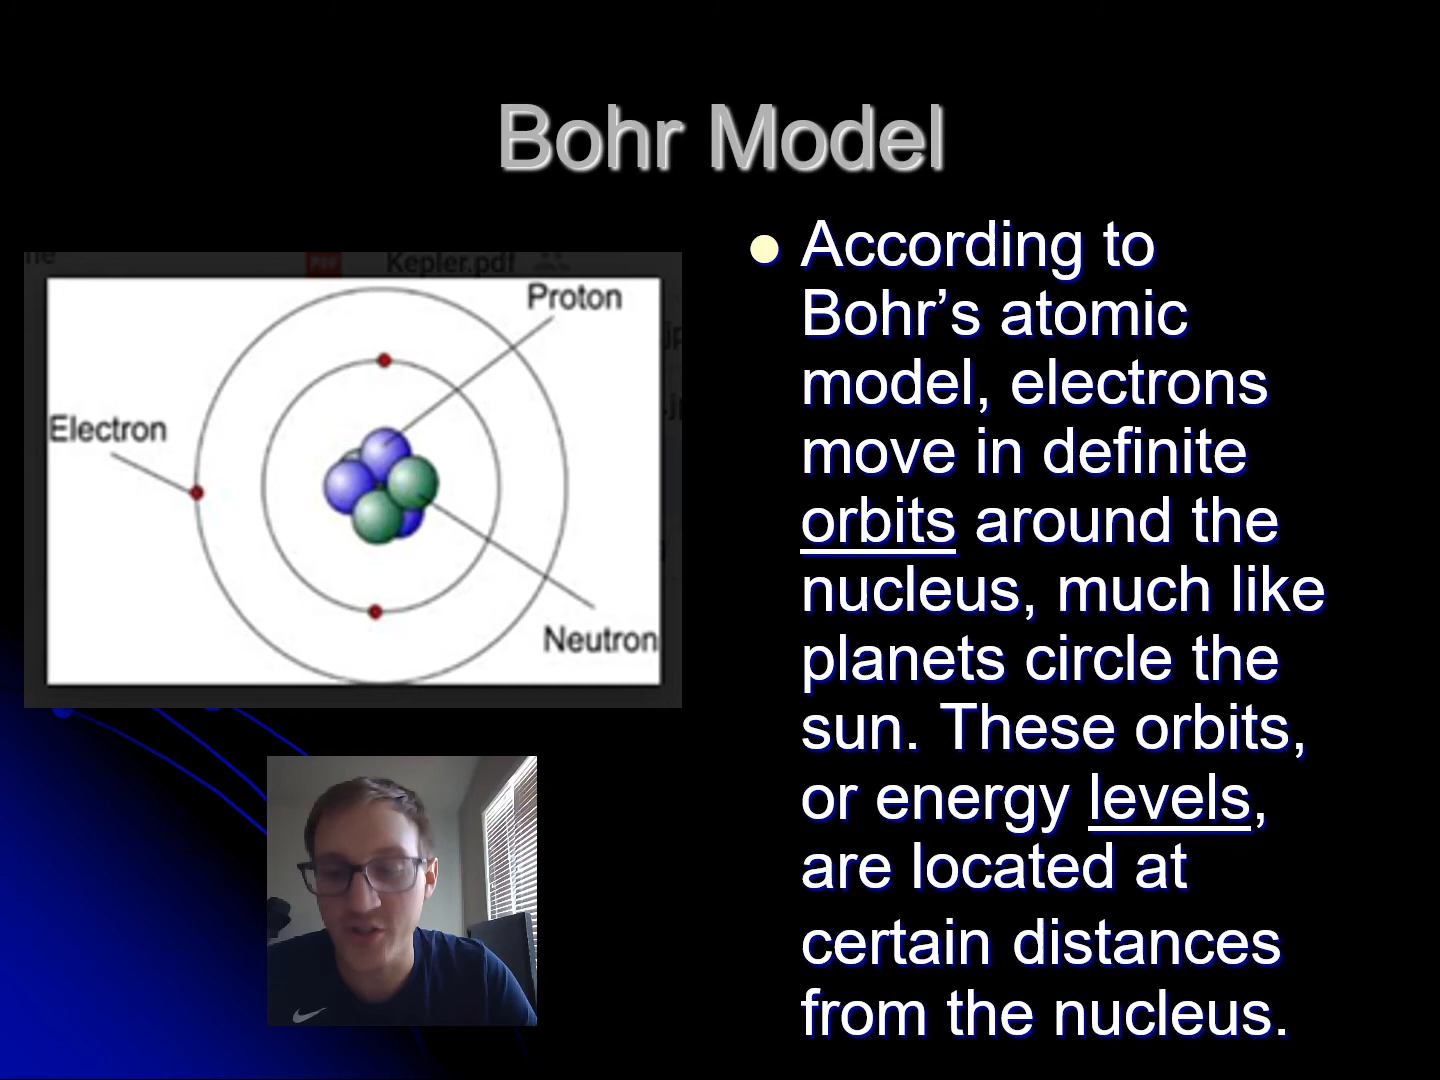 Bohr Model
Kepler.pdf
PDF
Proton
Electron
Neutron
According to
Bohr’s atomic
model, electrons
move in definite
orbits around the
nucleus, much like
planets circle the
sun. These orbits,
or energy levels,
are located at
certain distances
from the nucleus.